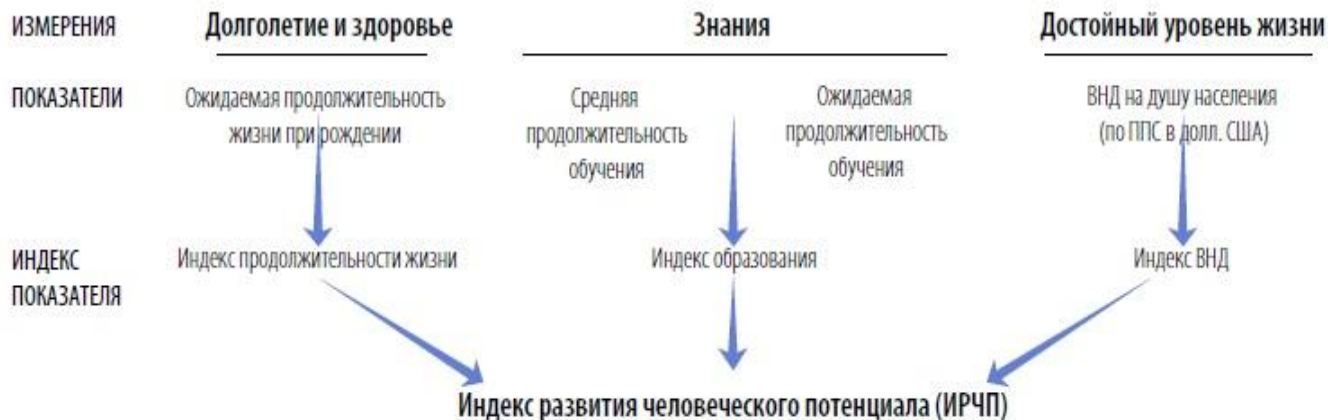 ИЗМЕРЕНИЯ
Долголетие и здоровье
Знания
Достойный уровень жизни
ПОКАЗАТЕЛИ
Ожидаемая продолжительность
жизни при рождении
Средняя
продолжительность
обучения
Ожидаемая
продолжительность
обучения
ВНД на душу населения
(по ППС в долл. США)
ИНДЕКС
ПОКАЗАТЕЛЯ
Индекс продолжительности жизни
Индекс образования
Индекс ВНД
Индекс развития человеческого потенциала (ИРЧП)